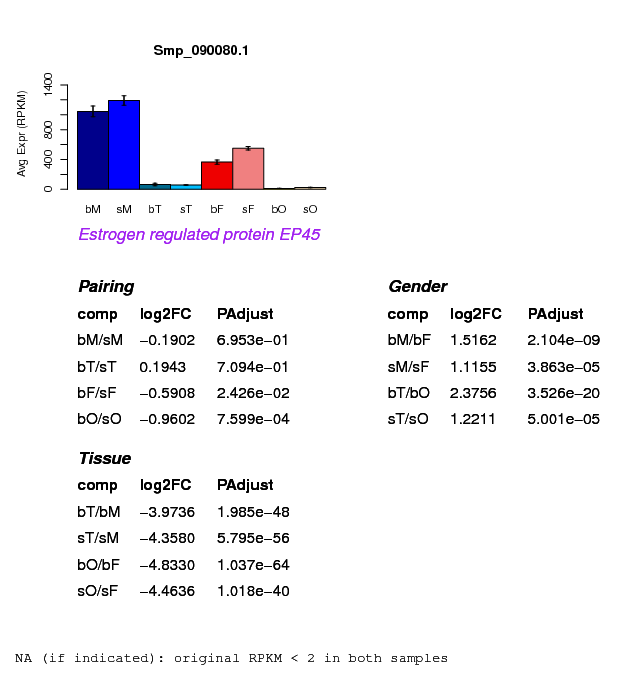 Smp_090080.1
Avg Expr (RPKM)
1400
800
400
0
bM sM bT sT bF sF bO sO
Estrogen regulated protein EP45
Pairing
comp log2FC PAdjust
bM/sM −0.1902 6.953e−01
bT/sT 0.1943 7.094e−01
bF/sF −0.5908 2.426e−02
bO/sO −0.9602 7.599e−04
Gender
comp log2FC PAdjust
bM/bF 1.5162 2.104e−09
sM/sF 1.1155 3.863e−05
bT/bO 2.3756 3.526e−20
sT/sO 1.2211 5.001e−05
Tissue
comp log2FC PAdjust
bT/bM −3.9736 1.985e−48
sT/sM −4.3580 5.795e−56
bO/bF −4.8330 1.037e−64
sO/sF −4.4636 1.018e−40
NA (if indicated): original RPKM < 2 in both samples